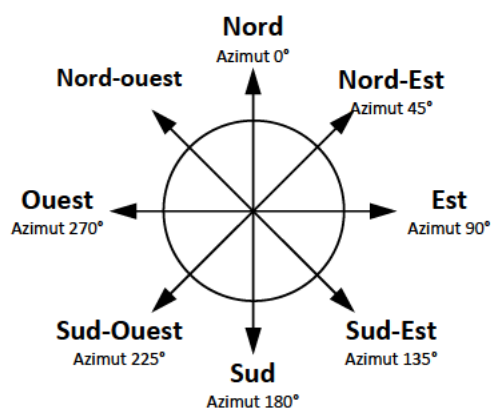 Nord
Azimut 0°
Nord-ouest
Nord-Est
Azimut 45°
Ouest
Azimut 270°
Est
Azimut 90°
Sud-Ouest
Azimut 225°
Sud-Est
Azimut 135°
Sud
Azimut 180°